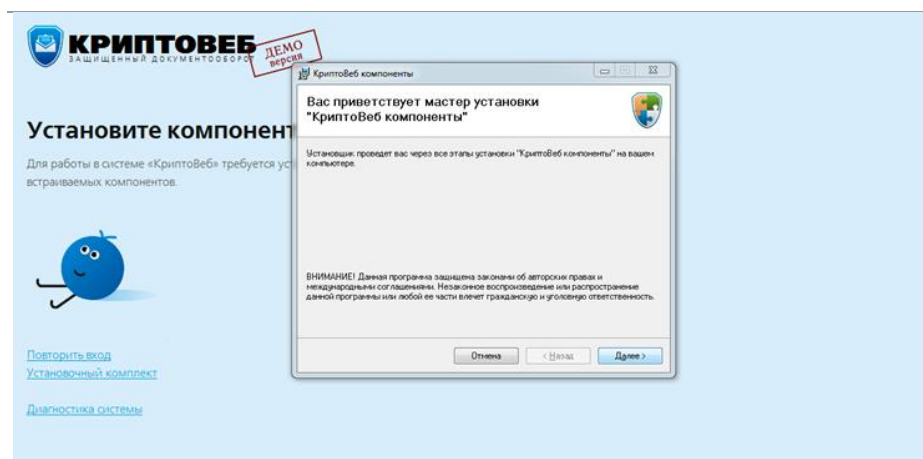 КРИПТОВЕБ
ЗАЩИЩЕННЫЙ ДОКУМЕНТООБОРОТ
ДЕМО
версия
КриптоВеб компоненты
Вас приветствует мастер установки
"КриптоВеб компоненты"
Установщик проведет вас через все этапы установки "КриптоВеб компоненты" на вашем
компьютере.
ВНИМАНИЕ! Данная программа защищена законами об авторских правах и
международными соглашениями. Незаконное воспроизведение или распространение
данной программы или любой ее части влечет гражданскую и уголовную ответственность.
Отмена
< Назад
Далее >
Установите компонент
Для работы в системе «КриптоВеб» требуется ус
встраиваемых компонентов.
Повторить вход
Установочный комплект
Диагностика системы